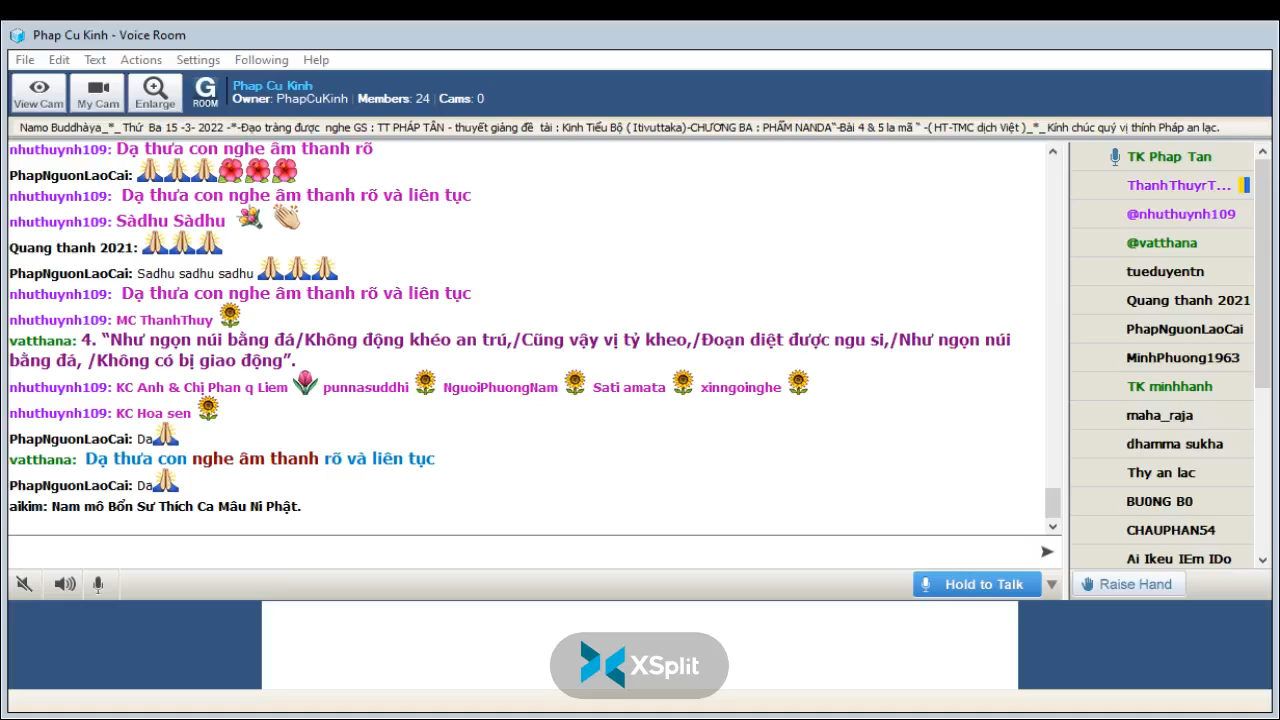 Phap Cu Kinh - Voice Room
File Edit Text Actions Settings Following Help
View Cam
My Cam
Enlarge
G
ROOM
Phap Cu Kinh
Owner: PhapCuKinh | Members: 24 | Cams: 0
Namo Buddhàya_*_ Thứ Ba 15 -3- 2022 -*-Đạo tràng được nghe GS : TT PHÁP TÂN - thuyết giảng đề tài : Kinh Tiểu Bộ ( Itivuttaka)-CHƯƠNG BA : PHẨM NANDA“-Bài 4 & 5 la mã “ -( HT-TMC dịch Việt )_*_ Kính chúc quý vị thính Pháp an lạc.
nhuthuynh109: Dạ thưa con nghe âm thanh rõ
PhapNguonLaoCai:
nhuthuynh109: Dạ thưa con nghe âm thanh rõ và liên tục
nhuthuynh109: Sàdhu Sàdhu
Quang thanh 2021:
PhapNguonLaoCai: Sadhu sadhu sadhu
nhuthuynh109: Dạ thưa con nghe âm thanh rõ và liên tục
nhuthuynh109: MC ThanhThuy
vatthana: 4. “Như ngọn núi bằng đá/Không động khéo an trú,/Cũng vậy vị tỷ kheo,/Đoạn diệt được ngu si,/Như ngọn núi
bằng đá, /Không có bị giao động”.
nhuthuynh109: KC Anh & Chị Phan q Liem punnasuddhi NguoiPhuongNam Sati amata xinngoinghe
nhuthuynh109: KC Hoa sen
PhapNguonLaoCai: Da
vatthana: Dạ thưa con nghe âm thanh rõ và liên tục
PhapNguonLaoCai: Da
aikim: Nam mô Bổn Sư Thích Ca Mâu Ni Phật.
TK Phap Tan
ThanhThuyrT...
@nhuthuynh109
@vatthana
tueduyentn
Quang thanh 2021
PhapNguonLaoCai
MinhPhuong1963
TK minhhanh
maha_raja
dhamma sukha
Thy an lac
BU0NG B0
CHAUPHAN54
Ai Ikeu IEm IDo
Hold to Talk
Raise Hand
XSplit